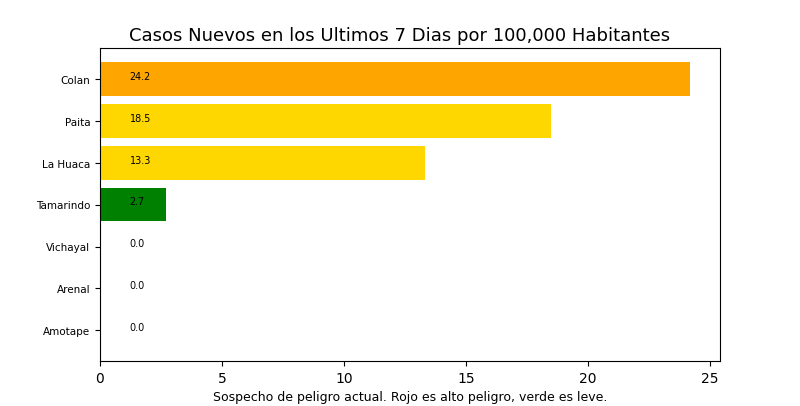 Casos Nuevos en los Ultimos 7 Dias por 100,000 Habitantes
Colan 24.2
Paita 18.5
La Huaca 13.3
Tamarindo 2.7
Vichayal 0.0
Arenal 0.0
Amotape 0.0
0 5 10 15 20 25
Sospecho de peligro actual. Rojo es alto peligro, verde es leve.